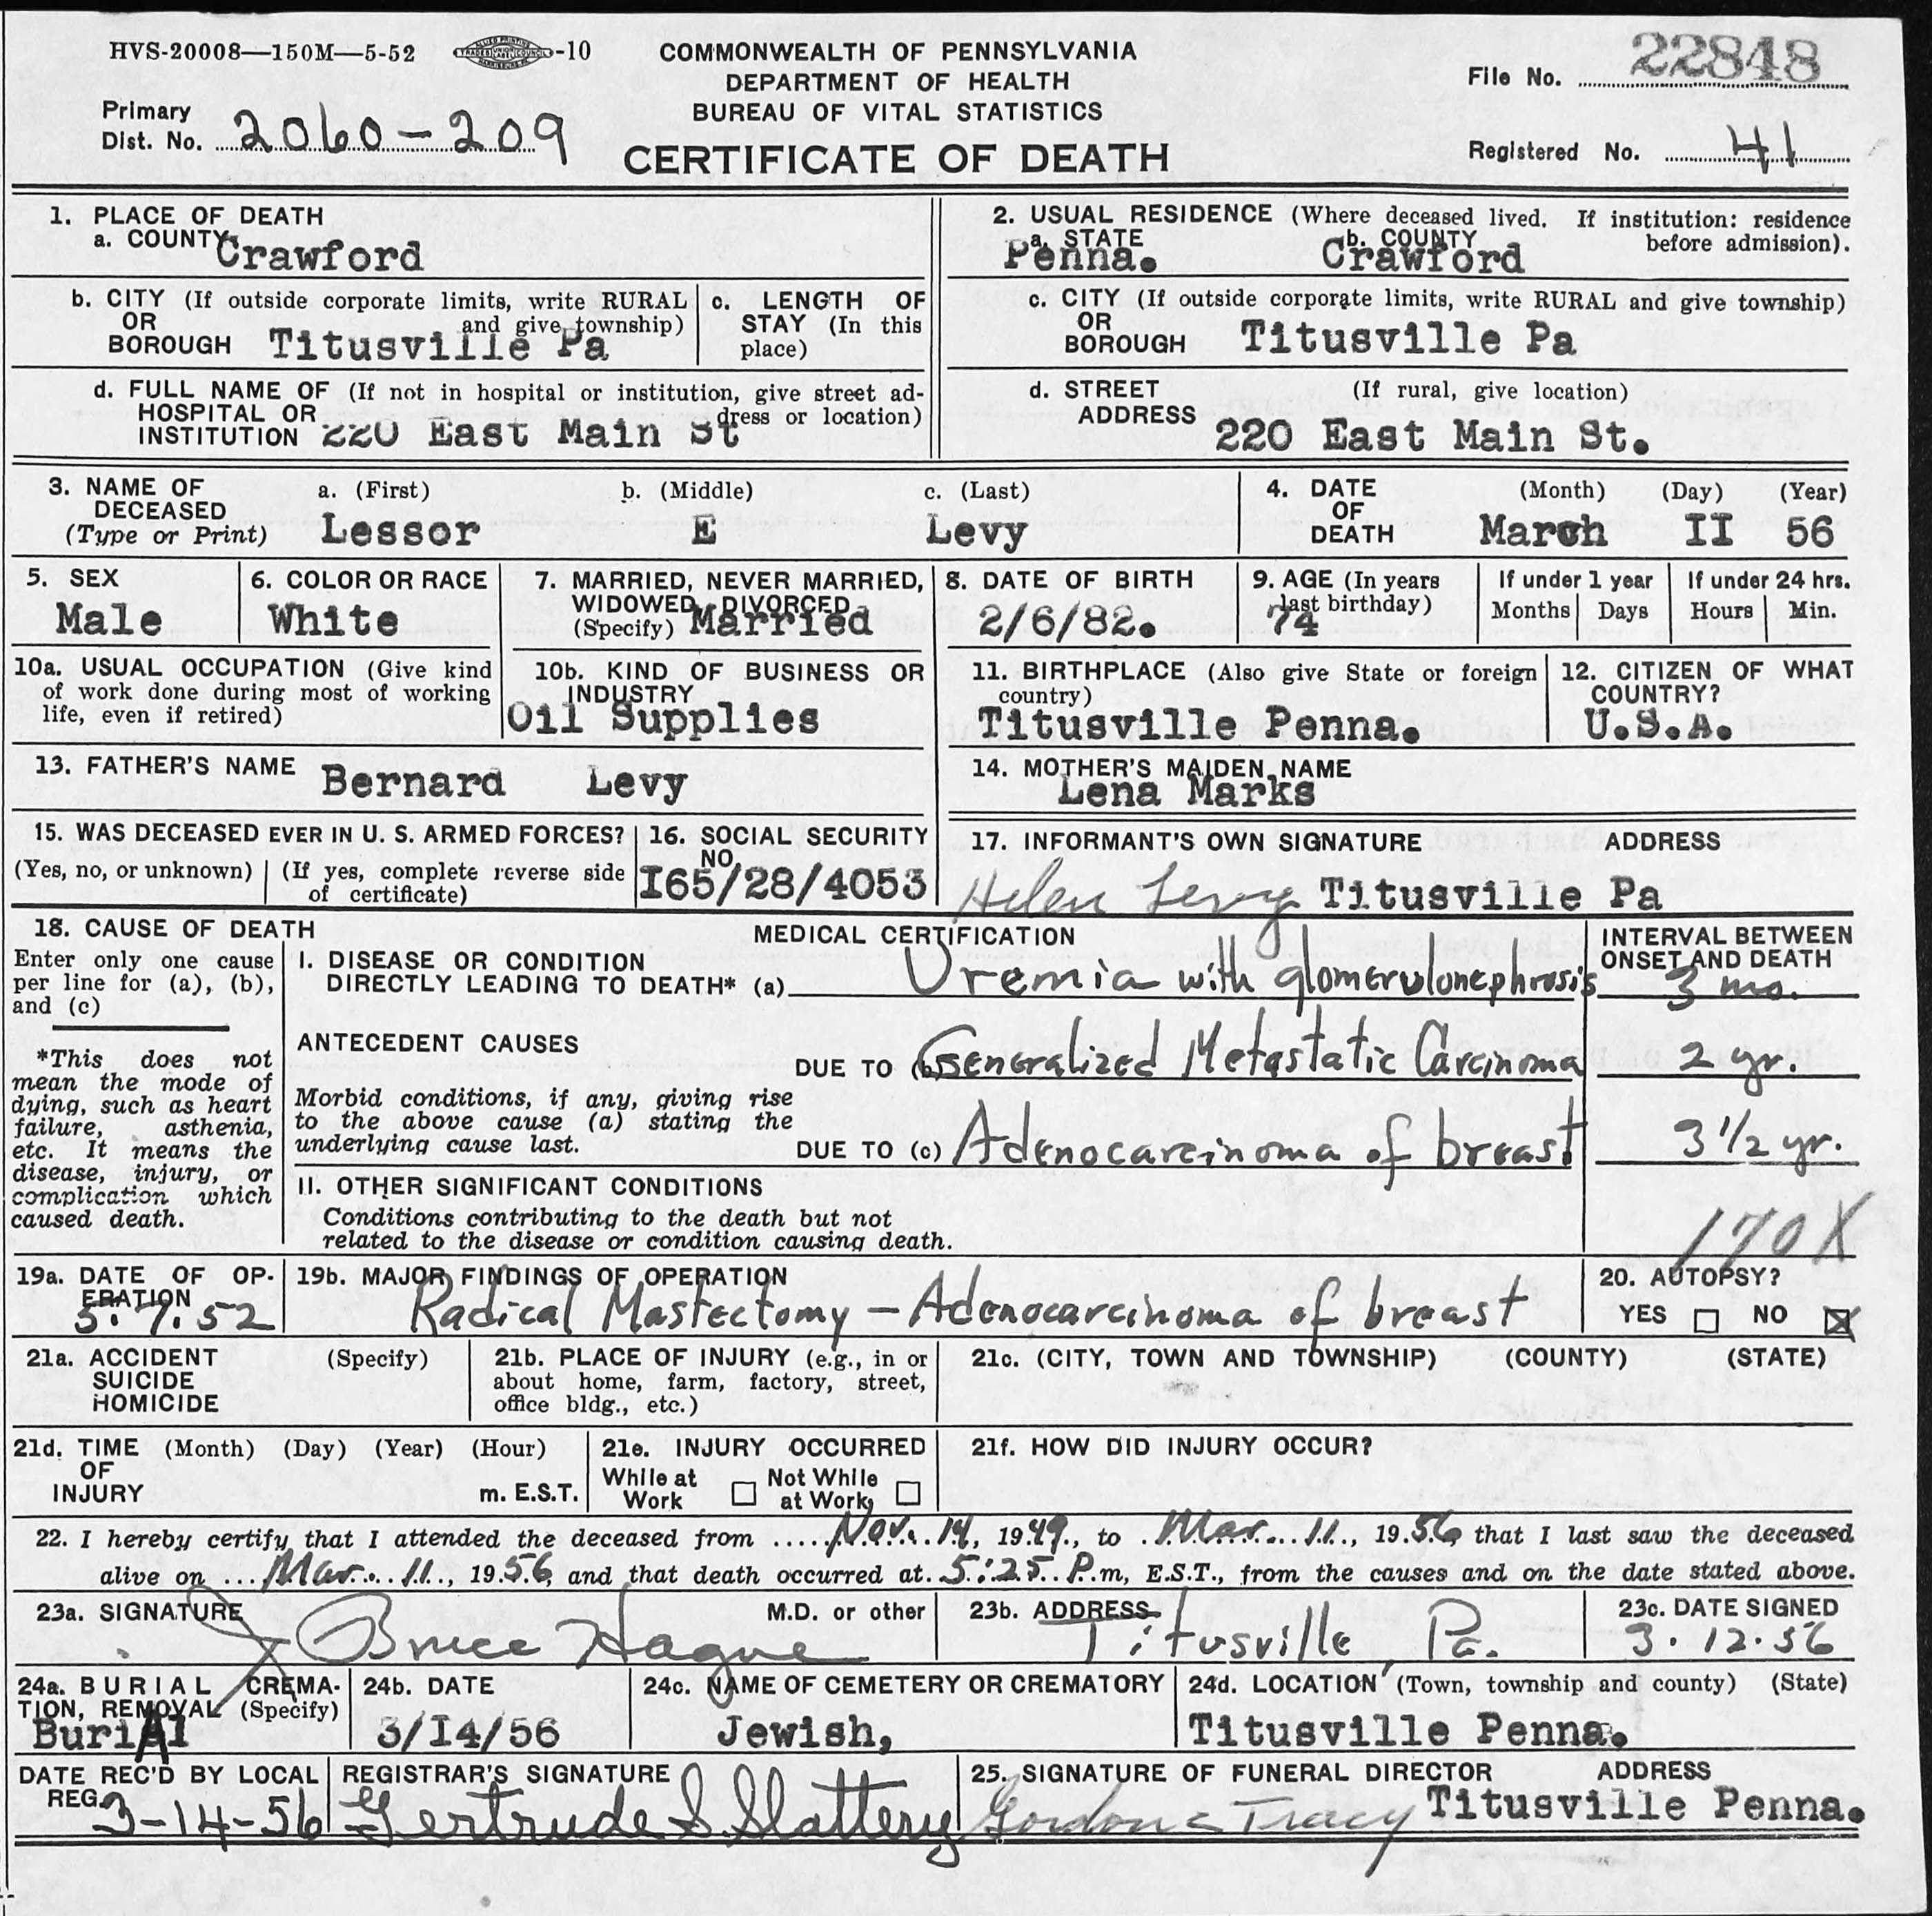 HVS-20008—150M—5-52 -10
COMMONWEALTH OF PENNSYLVANIA
DEPARTMENT OF HEALTH
BUREAU OF VITAL STATISTICS
CERTIFICATE OF DEATH
File No. 22848
Primary
Dist. No. 2060-209
Registered No. 41
1. PLACE OF DEATH
a. COUNTY Crawford
2. USUAL RESIDENCE (Where deceased lived. If institution: residence
before admission).
a. STATE Penna. b. COUNTY Crawford
b. CITY (If outside corporate limits, write RURAL
OR and give township)
BOROUGH Titusville Pa
c. LENGTH OF
STAY (In this
place)
c. CITY (If outside corporate limits, write RURAL and give township)
OR
BOROUGH Titusville Pa
d. FULL NAME OF (If not in hospital or institution, give street ad-
HOSPITAL OR dress or location)
INSTITUTION 220 East Main St
d. STREET (If rural, give location)
ADDRESS 220 East Main St.
3. NAME OF
DECEASED
(Type or Print)
a. (First) b. (Middle) c. (Last)
Lessor E Levy
4. DATE
OF
DEATH
(Month) (Day) (Year)
March II 56
5. SEX
Male
6. COLOR OR RACE
White
7. MARRIED, NEVER MARRIED,
WIDOWED, DIVORCED
(Specify) Married
8. DATE OF BIRTH
2/6/82.
9. AGE (In years
last birthday)
74
If under 1 year
Months Days
If under 24 hrs.
Hours Min.
10a. USUAL OCCUPATION (Give kind
of work done during most of working
life, even if retired)
10b. KIND OF BUSINESS OR
INDUSTRY
Oil Supplies
11. BIRTHPLACE (Also give State or foreign
country)
Titusville Penna.
12. CITIZEN OF WHAT
COUNTRY?
U.S.A.
13. FATHER'S NAME Bernard Levy
14. MOTHER'S MAIDEN NAME
Lena Marks
15. WAS DECEASED EVER IN U. S. ARMED FORCES?
(Yes, no, or unknown) (If yes, complete reverse side
of certificate)
16. SOCIAL SECURITY
NO.
I65/28/4053
17. INFORMANT'S OWN SIGNATURE ADDRESS
Helen Levy Titusville Pa
18. CAUSE OF DEATH
Enter only one cause
per line for (a), (b),
and (c)
*This does not
mean the mode of
dying, such as heart
failure, asthenia,
etc. It means the
disease, injury, or
complication which
caused death.
MEDICAL CERTIFICATION
INTERVAL BETWEEN
ONSET AND DEATH
I. DISEASE OR CONDITION
DIRECTLY LEADING TO DEATH* (a) Uremia with glomerulonephrosis 3 mo.
ANTECEDENT CAUSES
DUE TO (b) Generalized Metastatic Carcinoma 2 yr.
Morbid conditions, if any, giving rise
to the above cause (a) stating the
underlying cause last.
DUE TO (c) Adenocarcinoma of breast 3 1/2 yr.
II. OTHER SIGNIFICANT CONDITIONS
Conditions contributing to the death but not
related to the disease or condition causing death.
170X
19a. DATE OF OP-
ERATION
5.7.52
19b. MAJOR FINDINGS OF OPERATION
Radical Mastectomy - Adenocarcinoma of breast
20. AUTOPSY?
YES NO
21a. ACCIDENT (Specify)
SUICIDE
HOMICIDE
21b. PLACE OF INJURY (e.g., in or
about home, farm, factory, street,
office bldg., etc.)
21c. (CITY, TOWN AND TOWNSHIP) (COUNTY) (STATE)
21d. TIME (Month) (Day) (Year) (Hour)
OF
INJURY m. E.S.T.
21e. INJURY OCCURRED
While at Not While
Work at Work
21f. HOW DID INJURY OCCUR?
22. I hereby certify that I attended the deceased from Nov. 14, 1949, to Mar. 11, 1956, that I last saw the deceased
alive on Mar. 11, 1956, and that death occurred at 5:25 P.m, E.S.T., from the causes and on the date stated above.
23a. SIGNATURE M.D. or other
J Bruce Hague
23b. ADDRESS
Titusville, Pa.
23c. DATE SIGNED
3.12.56
24a. BURIAL CREMA-
TION, REMOVAL (Specify)
BuriAl
24b. DATE
3/I4/56
24c. NAME OF CEMETERY OR CREMATORY
Jewish,
24d. LOCATION (Town, township and county) (State)
Titusville Penna.
DATE REC'D BY LOCAL
REG. 3-14-56
REGISTRAR'S SIGNATURE
Gertrude S. Slattery
25. SIGNATURE OF FUNERAL DIRECTOR ADDRESS
Gordon C Tracy Titusville Penna.